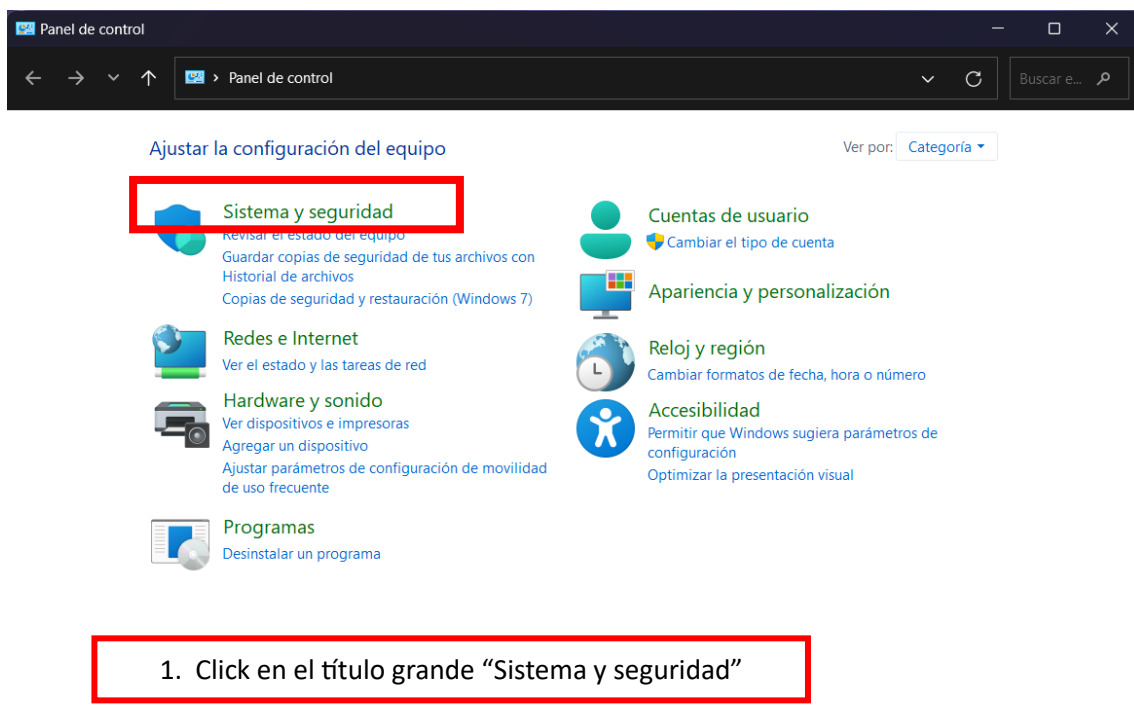 Panel de control
Panel de control
Buscar e...
Ajustar la configuración del equipo
Ver por: Categoría
Sistema y seguridad
Revisar el estado del equipo
Guardar copias de seguridad de tus archivos con
Historial de archivos
Copias de seguridad y restauración (Windows 7)
Redes e Internet
Ver el estado y las tareas de red
Hardware y sonido
Ver dispositivos e impresoras
Agregar un dispositivo
Ajustar parámetros de configuración de movilidad
de uso frecuente
Programas
Desinstalar un programa
Cuentas de usuario
Cambiar el tipo de cuenta
Apariencia y personalización
Reloj y región
Cambiar formatos de fecha, hora o número
Accesibilidad
Permitir que Windows sugiera parámetros de
configuración
Optimizar la presentación visual
1. Click en el título grande “Sistema y seguridad”